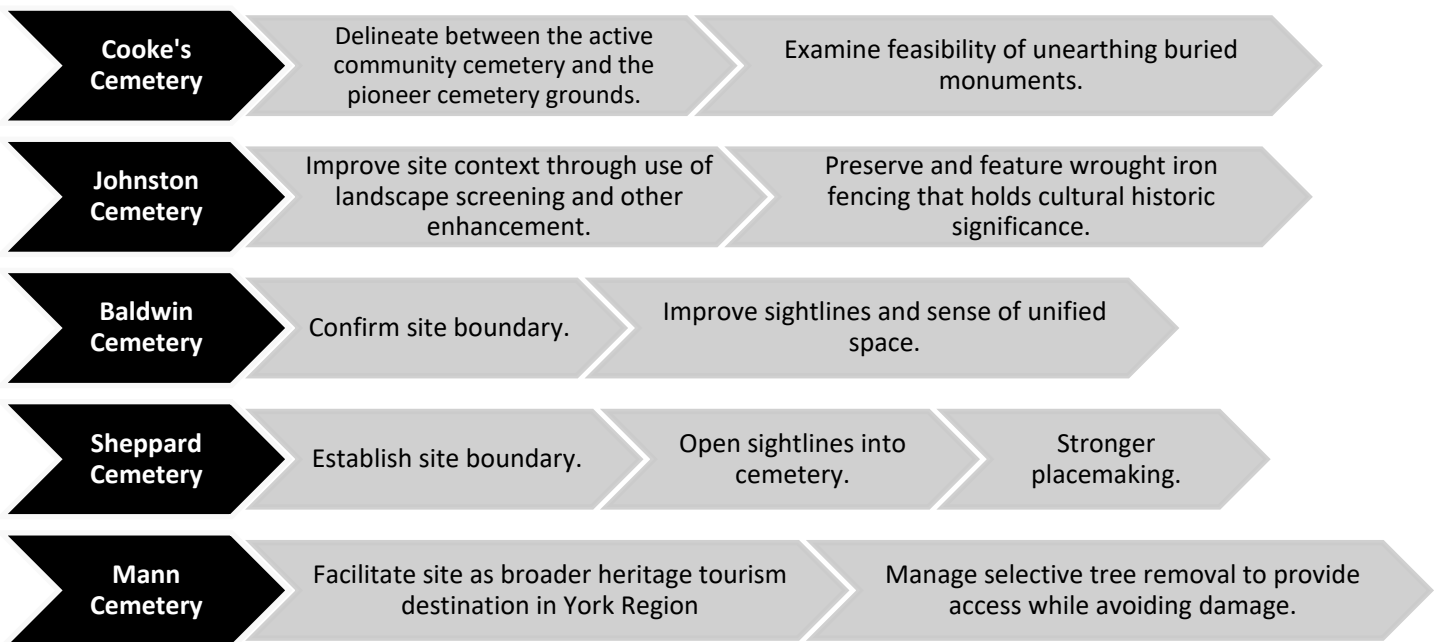 Cooke's
Cemetery
Delineate between the active
community cemetery and the
pioneer cemetery grounds.
Examine feasibility of unearthing buried
monuments.
Johnston
Cemetery
Improve site context through use of
landscape screening and other
enhancement.
Preserve and feature wrought iron
fencing that holds cultural historic
significance.
Baldwin
Cemetery
Confirm site boundary.
Improve sightlines and sense of unified
space.
Sheppard
Cemetery
Establish site boundary.
Open sightlines into
cemetery.
Stronger
placemaking.
Mann
Cemetery
Facilitate site as broader heritage tourism
destination in York Region
Manage selective tree removal to provide
access while avoiding damage.